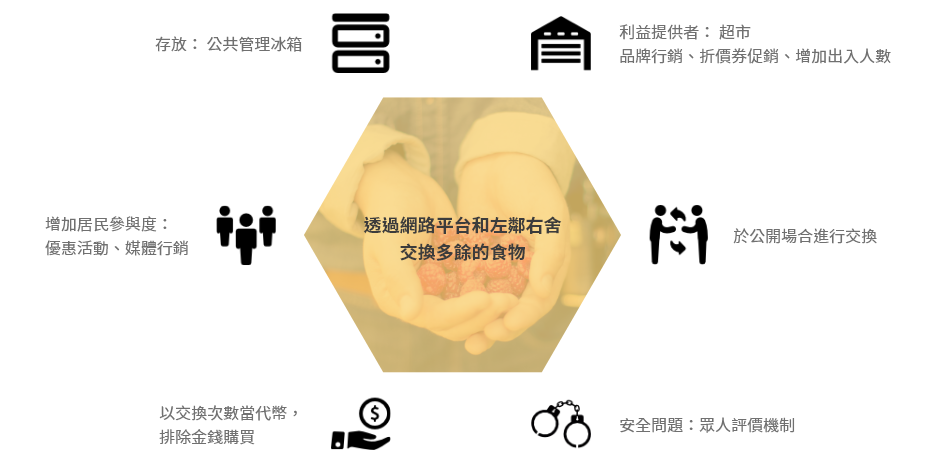 存放： 公共管理冰箱
利益提供者： 超市
品牌行銷、折價券促銷、增加出入人數
增加居民參與度：
優惠活動、媒體行銷
透過網路平台和左鄰右舍
交換多餘的食物
於公開場合進行交換
以交換次數當代幣，
排除金錢購買
$
安全問題：眾人評價機制